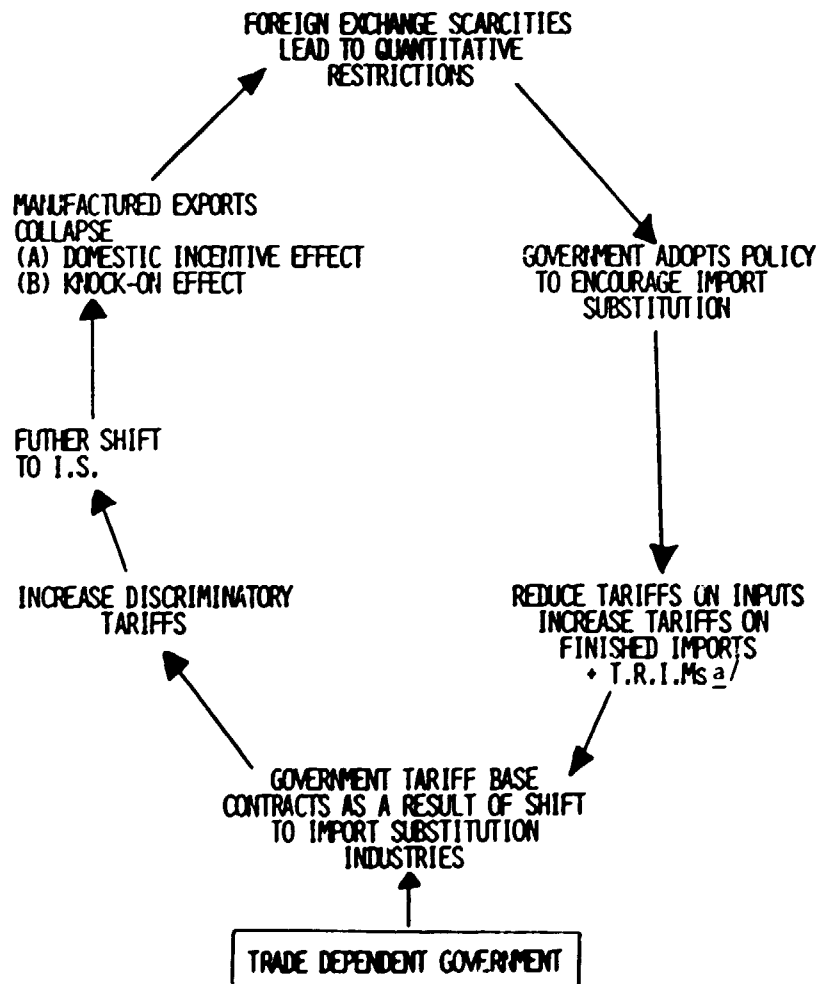 FOREIGN EXCHANGE SCARCITIES
LEAD TO QUANTITATIVE
RESTRICTIONS
MANUFACTURED EXPORTS
COLLAPSE
(A) DOMESTIC INCENTIVE EFFECT
(B) KNOCK-ON EFFECT
GOVERNMENT ADOPTS POLICY
TO ENCOURAGE IMPORT
SUBSTITUTION
FUTHER SHIFT
TO I.S.
INCREASE DISCRIMINATORY
TARIFFS
REDUCE TARIFFS ON INPUTS
INCREASE TARIFFS ON
FINISHED IMPORTS
+ T.R.I.Ms a/
GOVERNMENT TARIFF BASE
CONTRACTS AS A RESULT OF SHIFT
TO IMPORT SUBSTITUTION
INDUSTRIES
TRADE DEPENDENT GOVERNMENT